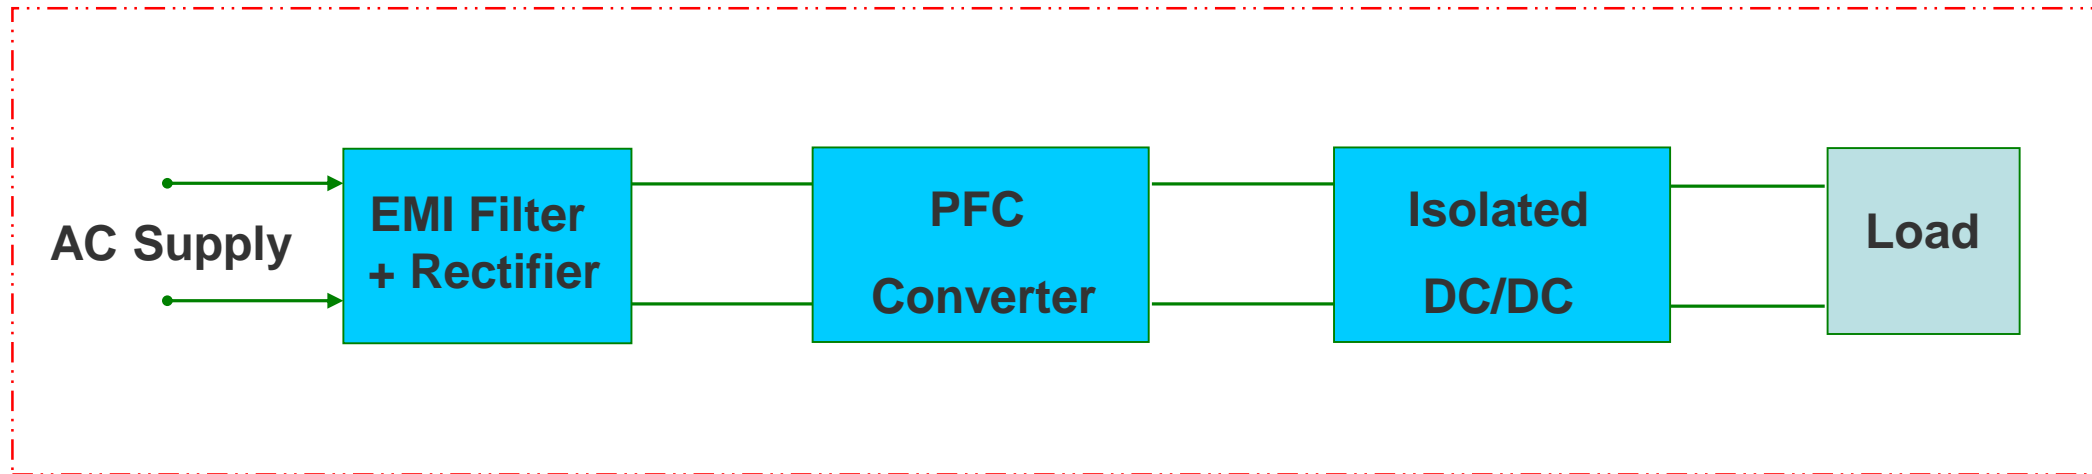 AC Supply
EMI Filter
+ Rectifier
PFC
Converter
Isolated
DC/DC
Load